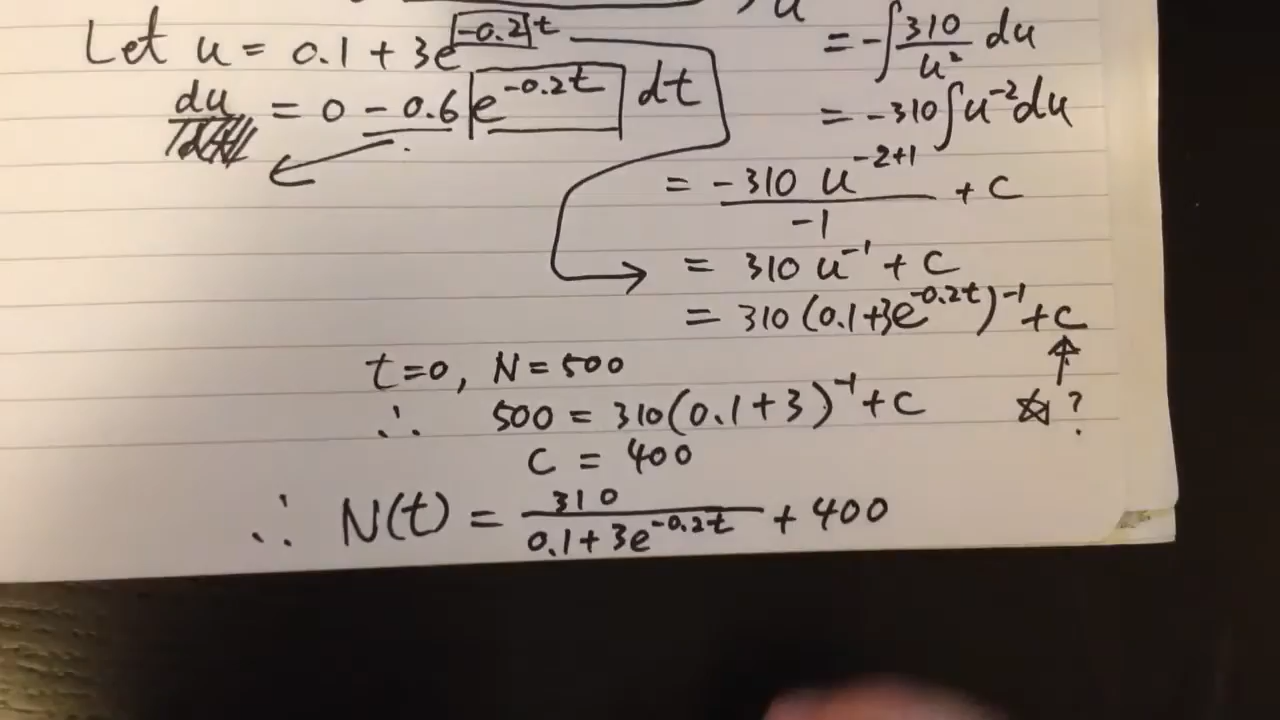 u
Let u = 0.1 + 3e^{-0.2t}
du = 0 - 0.6 e^{-0.2t} dt
= -∫ 310/u² du
= -310∫u^{-2}du
= -310 u^{-2+1} / -1 + C
= 310 u^{-1} + C
= 310 (0.1+3e^{-0.2t})^{-1} + C
t=0, N = 500
∴ 500 = 310(0.1+3)^{-1} + C
☆ ?
C = 400
∴ N(t) = 310 / 0.1+3e^{-0.2t} + 400